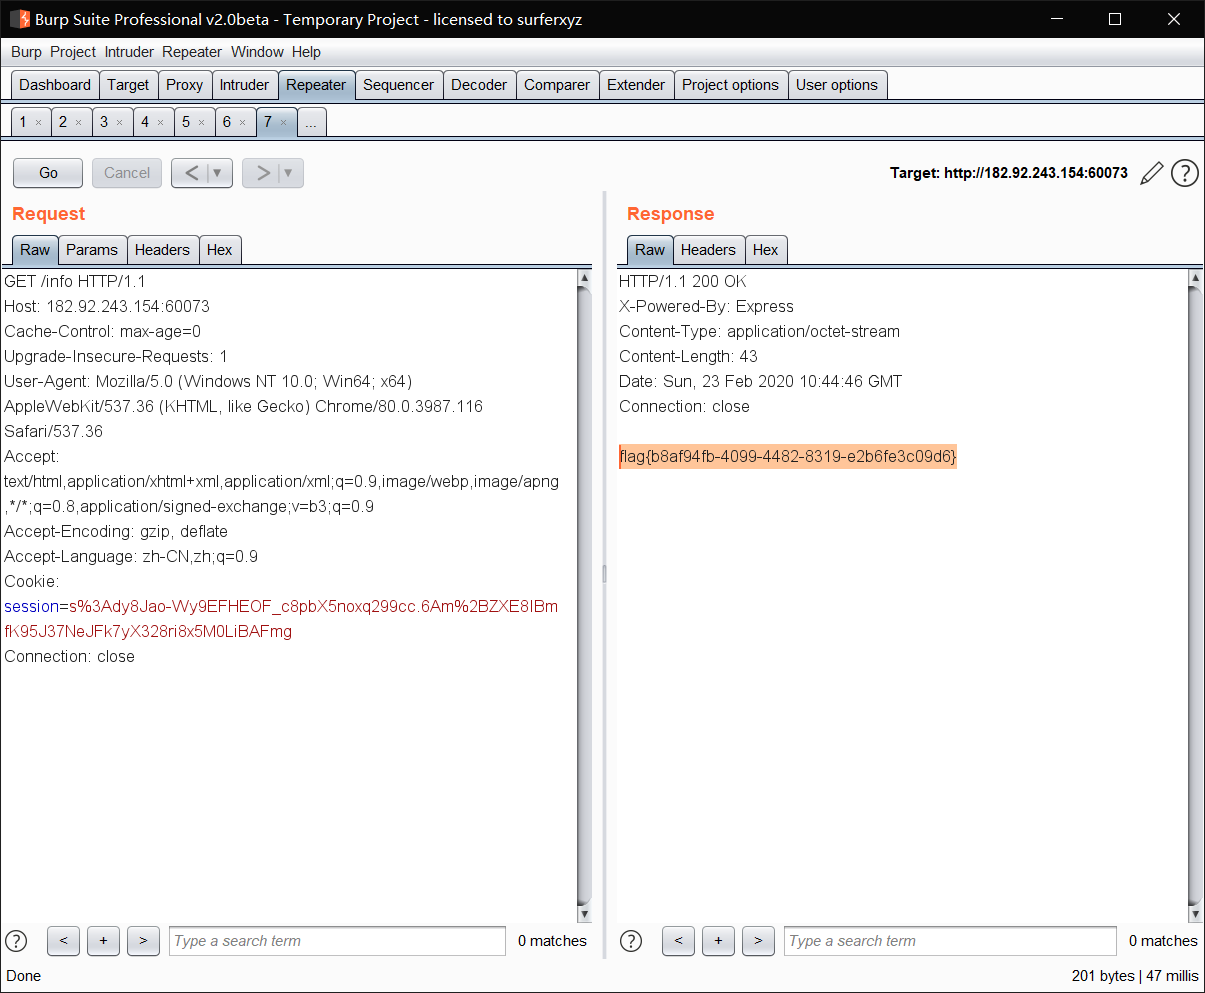 Burp Suite Professional v2.0beta - Temporary Project - licensed to surferxyz
Burp Project Intruder Repeater Window Help
Dashboard Target Proxy Intruder Repeater Sequencer Decoder Comparer Extender Project options User options
1 × 2 × 3 × 4 × 5 × 6 × 7 × ...
Go Cancel < | ▼ > | ▼ Target: http://182.92.243.154:60073 ?
Request
Raw Params Headers Hex
GET /info HTTP/1.1
Host: 182.92.243.154:60073
Cache-Control: max-age=0
Upgrade-Insecure-Requests: 1
User-Agent: Mozilla/5.0 (Windows NT 10.0; Win64; x64)
AppleWebKit/537.36 (KHTML, like Gecko) Chrome/80.0.3987.116
Safari/537.36
Accept:
text/html,application/xhtml+xml,application/xml;q=0.9,image/webp,image/apng
,*/*;q=0.8,application/signed-exchange;v=b3;q=0.9
Accept-Encoding: gzip, deflate
Accept-Language: zh-CN,zh;q=0.9
Cookie:
session=s%3Ady8Jao-Wy9EFHEOF_c8pbX5noxq299cc.6Am%2BZXE8IBm
fK95J37NeJFk7yX328ri8x5M0LiBAFmg
Connection: close
? < + > Type a search term 0 matches
Response
Raw Headers Hex
HTTP/1.1 200 OK
X-Powered-By: Express
Content-Type: application/octet-stream
Content-Length: 43
Date: Sun, 23 Feb 2020 10:44:46 GMT
Connection: close
flag{b8af94fb-4099-4482-8319-e2b6fe3c09d6}
? < + > Type a search term 0 matches
Done 201 bytes | 47 millis